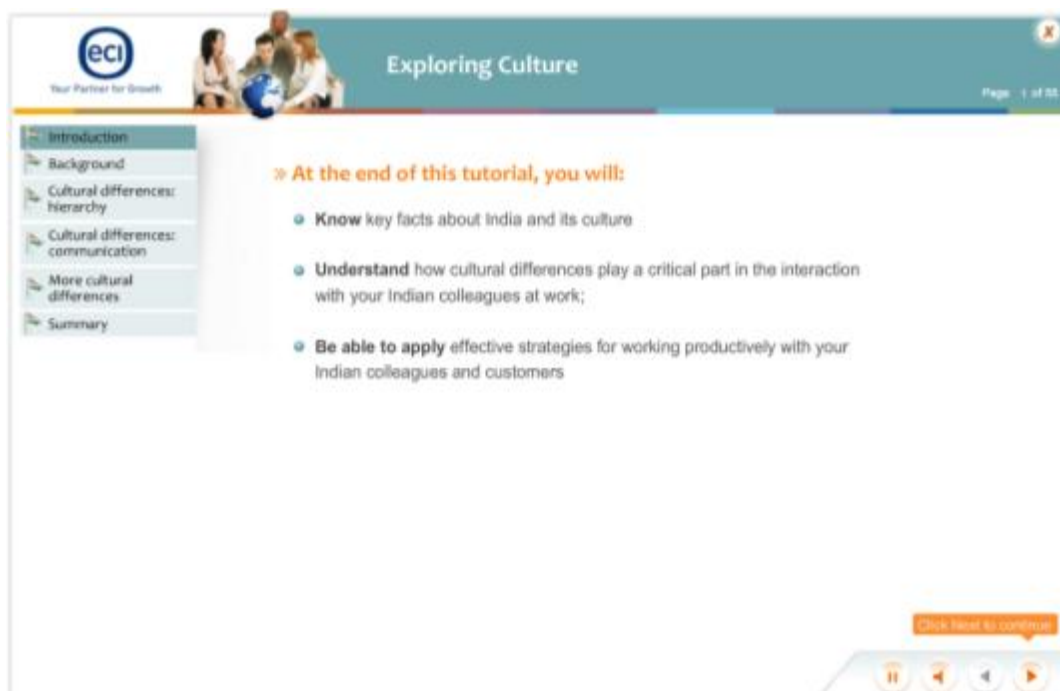 eci
Your Partner for Growth
Exploring Culture
X
Page 1 of
Introduction
Background
Cultural differences:
hierarchy
Cultural differences:
communication
More cultural
differences
Summary
» At the end of this tutorial, you will:
Know key facts about India and its culture
Understand how cultural differences play a critical part in the interaction
with your Indian colleagues at work;
Be able to apply effective strategies for working productively with your
Indian colleagues and customers
Click Next to continue